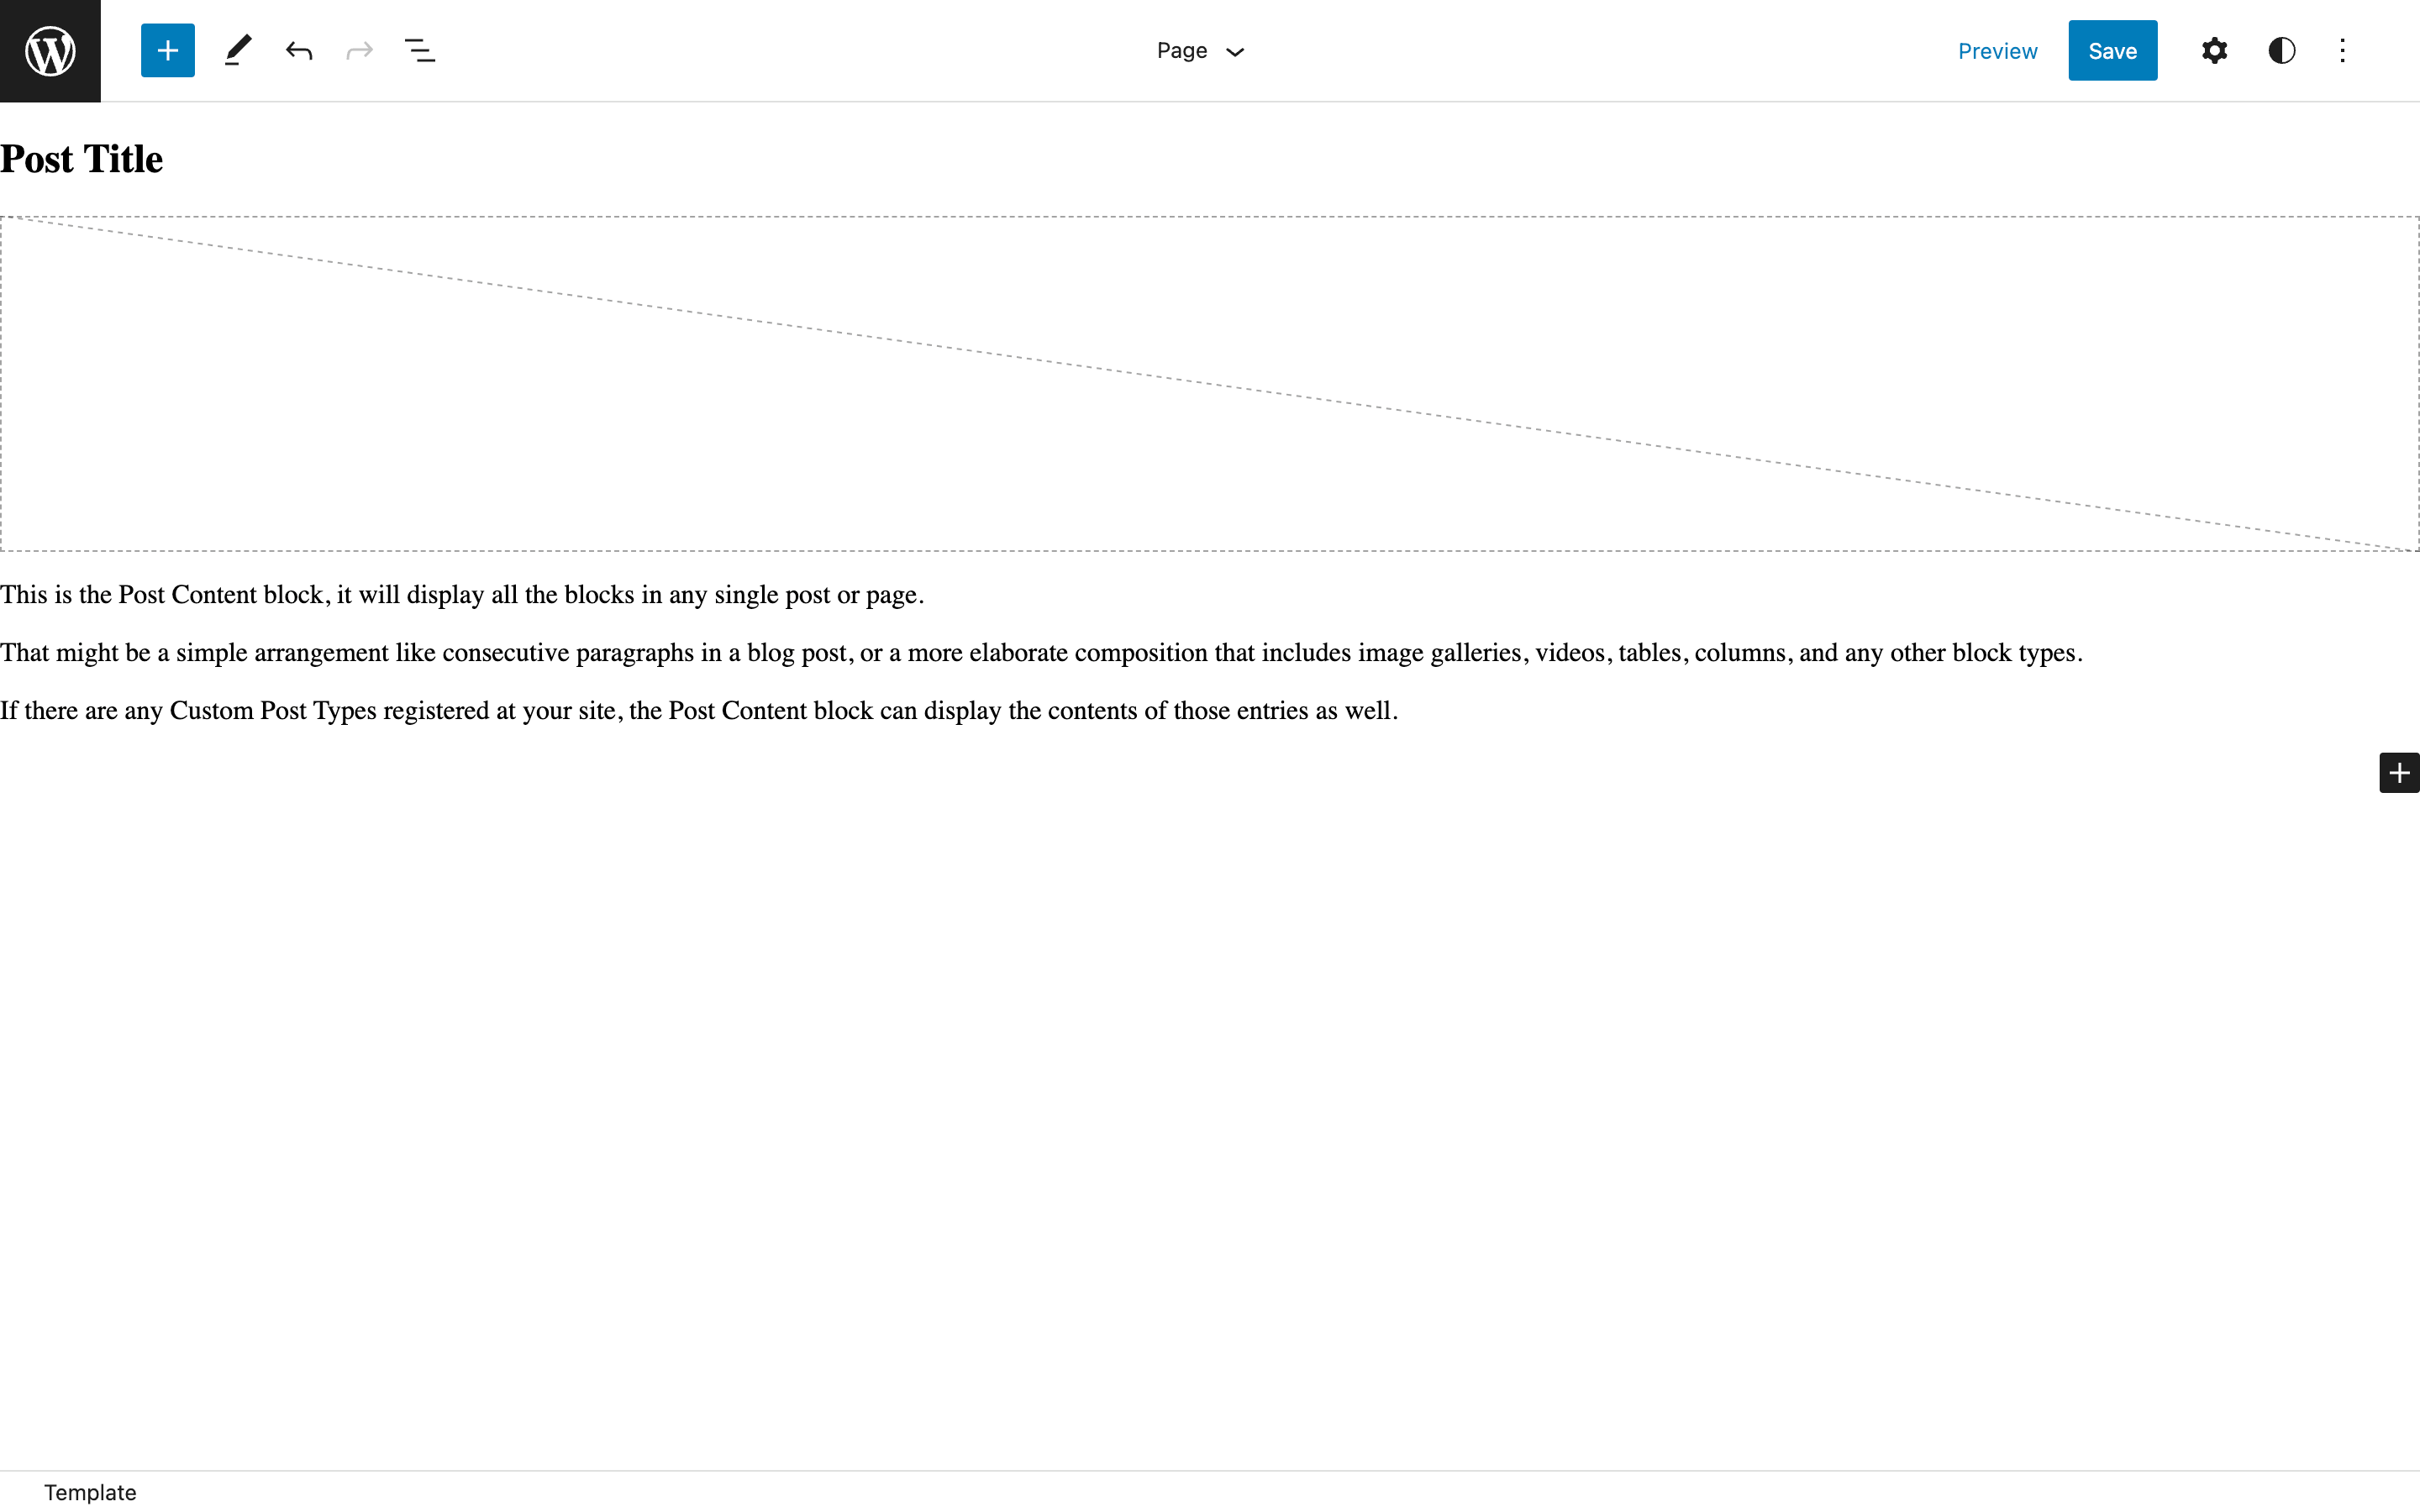 Page
Preview
Save
Post Title
This is the Post Content block, it will display all the blocks in any single post or page.
That might be a simple arrangement like consecutive paragraphs in a blog post, or a more elaborate composition that includes image galleries, videos, tables, columns, and any other block types.
If there are any Custom Post Types registered at your site, the Post Content block can display the contents of those entries as well.
Template